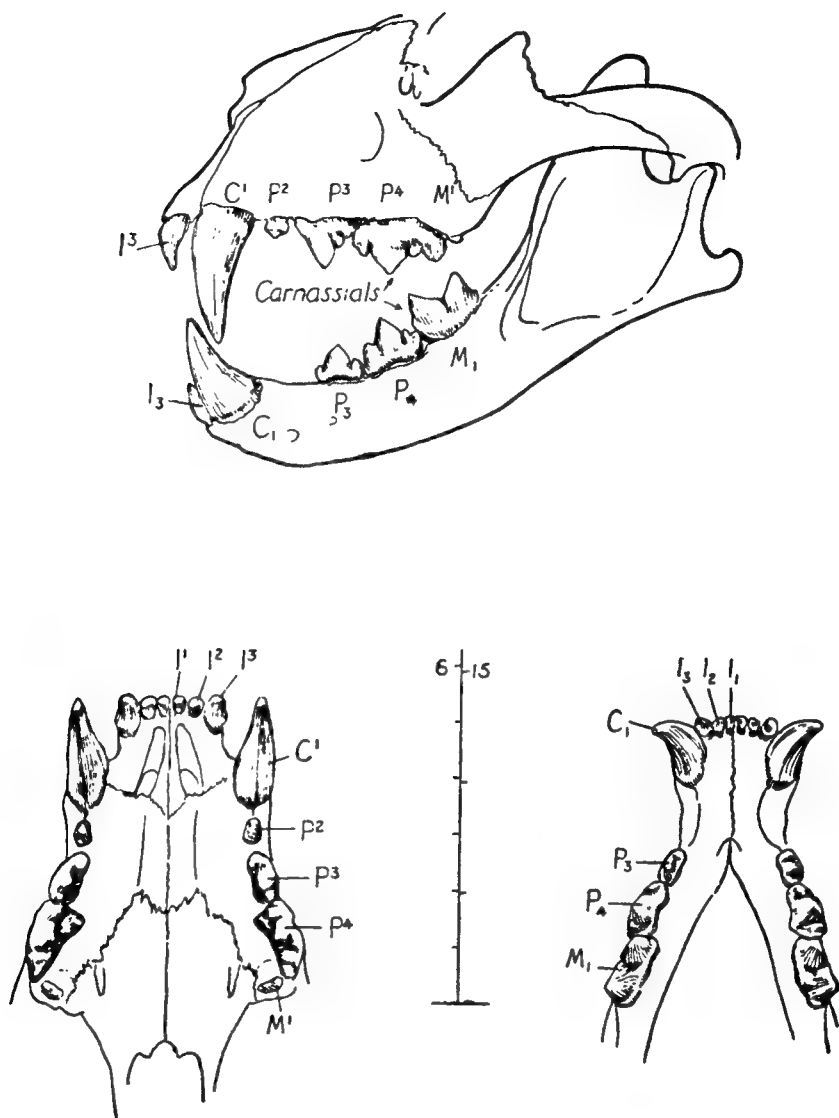 C¹ P² P³ P⁴ M¹
I³
Carnassials
I₃ C₁ P₃ P₄ M₁
I¹ I² I³
C¹
P²
P³
P⁴
M¹
6 15
I₃ I₂ I₁
C₁
P₃
P₄
M₁